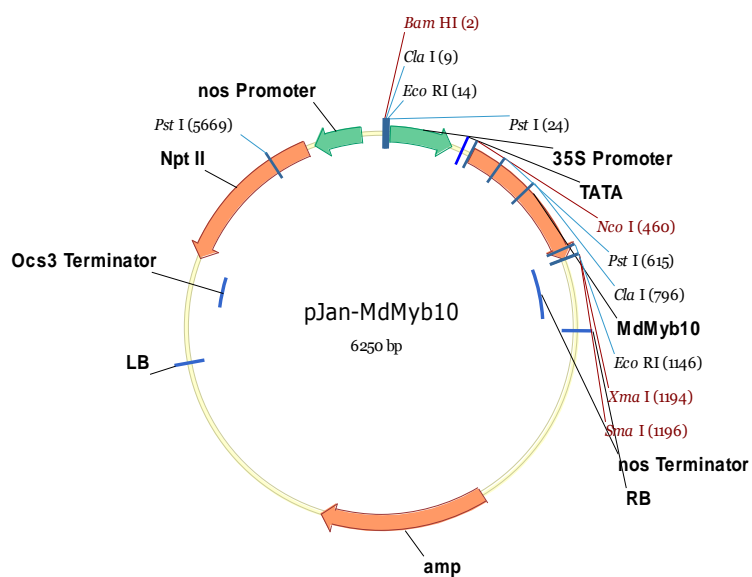 Bam HI (2)
Cla I (9)
nos Promoter
Eco RI (14)
Pst I (5669)
Pst I (24)
Npt II
35S Promoter
TATA
Nco I (460)
Pst I (615)
Ocs3 Terminator
Cla I (796)
pJan-MdMyb10
MdMyb10
6250 bp
LB
Eco RI (1146)
Xma I (1194)
Sma I (1196)
nos Terminator
RB
amp